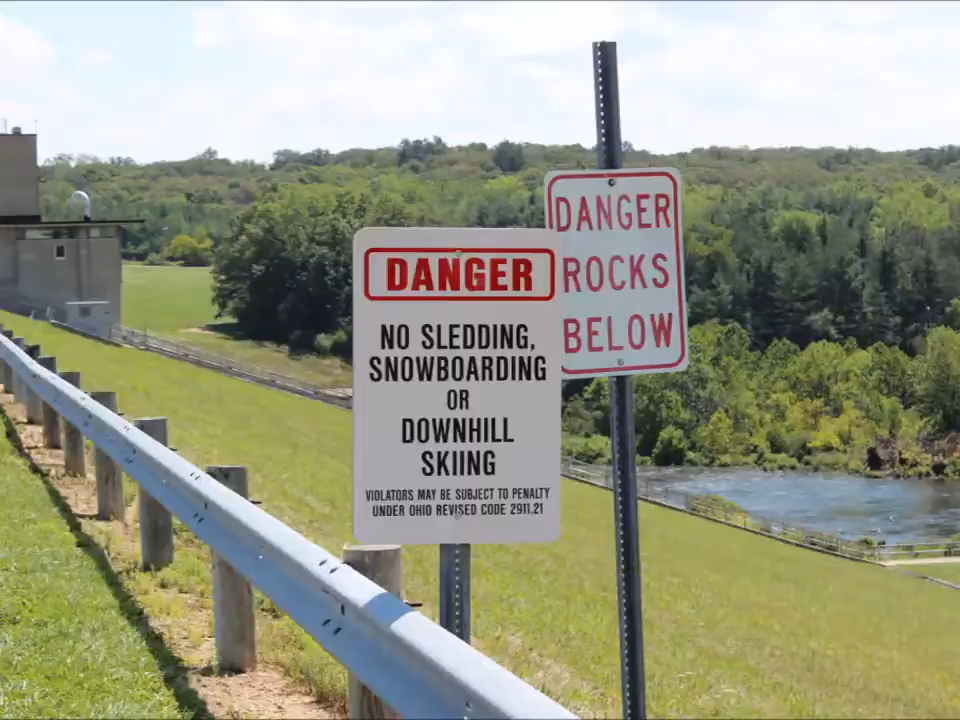 DANGER
NO SLEDDING,
SNOWBOARDING
OR
DOWNHILL
SKIING
VIOLATORS MAY BE SUBJECT TO PENALTY
UNDER OHIO REVISED CODE 2911.21
DANGER
ROCKS
BELOW